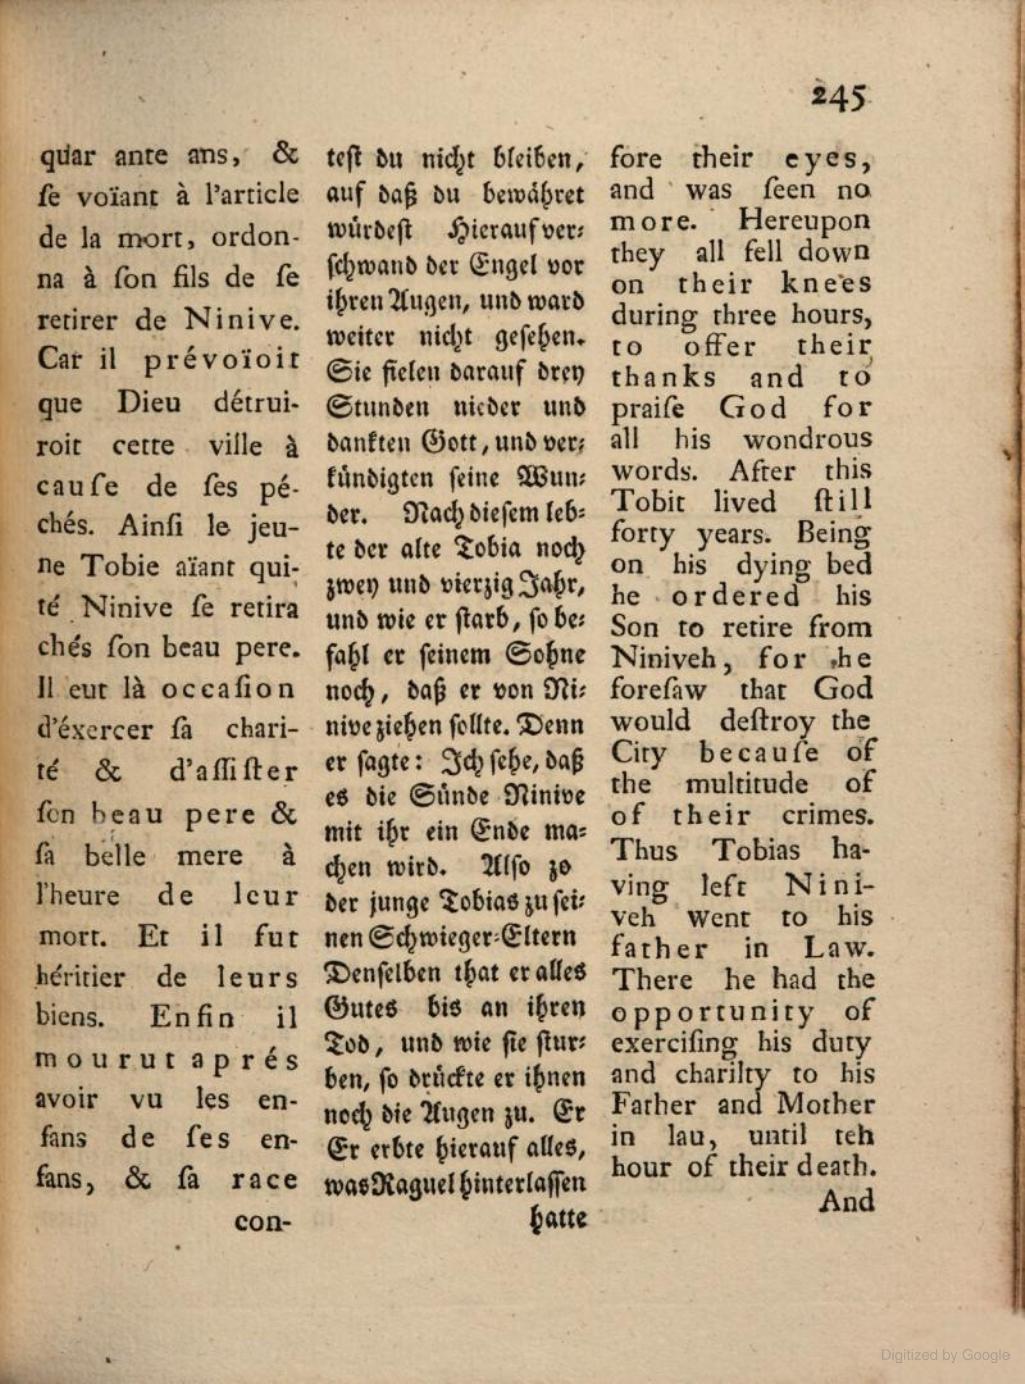 245
quar ante ans, &
ſe voïant à l'article
de la mort, ordon-
na à ſon fils de ſe
retirer de Ninive.
Car il prévoïoit
que Dieu détrui-
roit cette ville à
cauſe de ſes pé-
chés. Ainſi le jeu-
ne Tobie aïant qui-
té Ninive ſe retira
chés ſon beau pere.
Il eut là occaſion
d'éxercer ſa chari-
té & d'aſſiſter
ſon beau pere &
ſa belle mere à
l'heure de leur
mort. Et il fut
héritier de leurs
biens. Enfin il
mourut aprés
avoir vu les en-
fans de ſes en-
fans, & ſa race
con-
teſt du nicht bleiben,
auf daß du bewähret
würdeſt Hierauf ver-
ſchwand der Engel vor
ihren Augen, und ward
weiter nicht geſehen.
Sie fielen darauf drey
Stunden nieder und
dankten Gott, und ver-
kündigten ſeine Wun-
der. Nach dieſem leb-
te der alte Tobia noch
zwey und vierzig Jahr,
und wie er ſtarb, ſo be-
fahl er ſeinem Sohne
noch, daß er von Ni-
nive ziehen ſollte. Denn
er ſagte: Ich ſehe, daß
es die Sünde Ninive
mit ihr ein Ende ma-
chen wird. Alſo zo
der junge Tobias zu ſei-
nen Schwieger-Eltern
Denſelben that er alles
Gutes bis an ihren
Tod, und wie ſie ſtur-
ben, ſo drückte er ihnen
noch die Augen zu. Er
Er erbte hierauf alles,
was Raguel hinterlaſſen
hatte
fore their eyes,
and was ſeen no
more. Hereupon
they all fell down
on their knees
during three hours,
to offer their
thanks and to
praiſe God for
all his wondrous
words. After this
Tobit lived ſtill
forty years. Being
on his dying bed
he ordered his
Son to retire from
Niniveh, for he
foreſaw that God
would deſtroy the
City becauſe of
the multitude of
of their crimes.
Thus Tobias ha-
ving left Nini-
veh went to his
father in Law.
There he had the
opportunity of
exerciſing his duty
and charilty to his
Father and Mother
in lau, until teh
hour of their death.
And
Digitized by Google